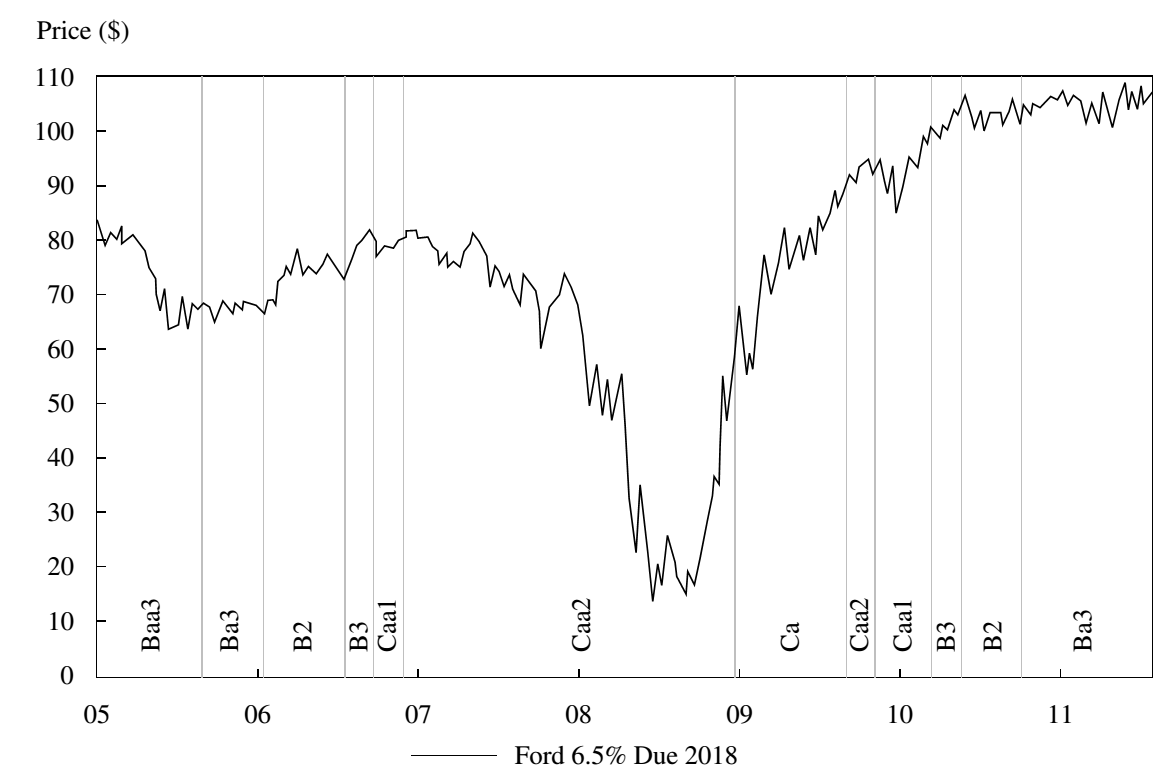 Price ($)
110
100
90
80
70
60
50
40
30
20
10
0
Baa3
Ba3
B2
B3
Caa1
Caa2
Ca
Caa2
Caa1
B3
B2
Ba3
05 06 07 08 09 10 11
Ford 6.5% Due 2018